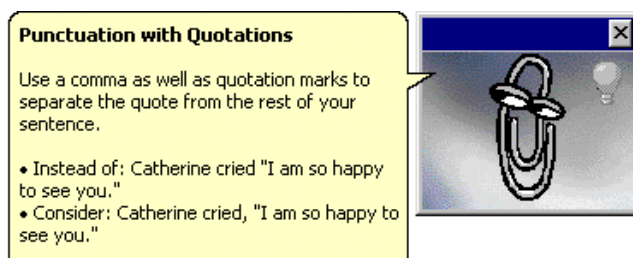 Punctuation with Quotations
Use a comma as well as quotation marks to
separate the quote from the rest of your
sentence.
• Instead of: Catherine cried "I am so happy
to see you."
• Consider: Catherine cried, "I am so happy to
see you."